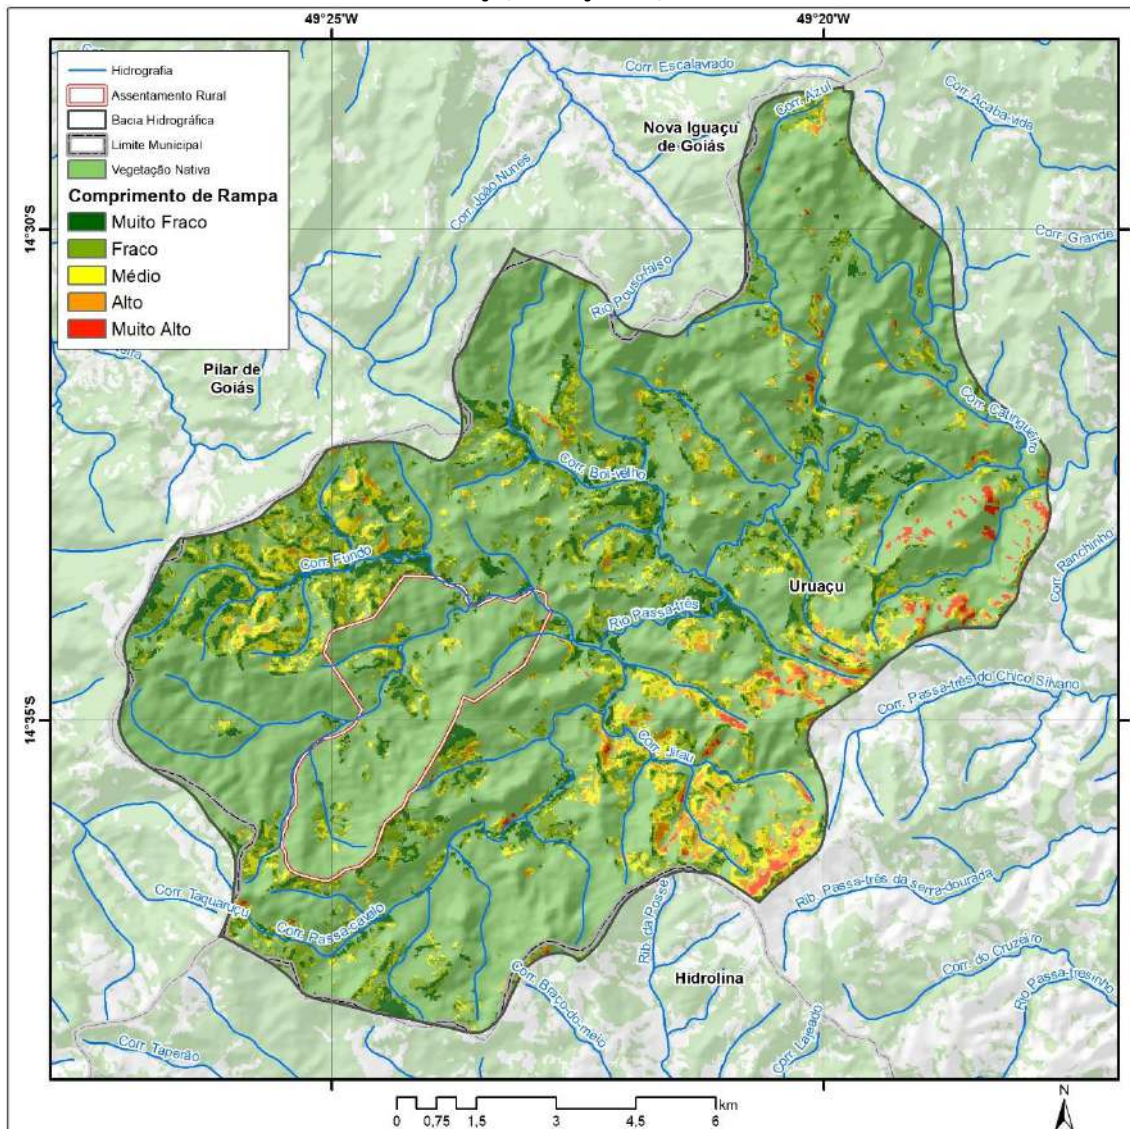 49°25'W
49°20'W
Hidrografia
Assentamento Rural
Bacia Hidrográfica
Limite Municipal
Vegetação Nativa
Comprimento de Rampa
Muito Fraco
Fraco
Médio
Alto
Muito Alto
14°30'S
14°35'S
Corr. Escalavrado
Corr. Azul
Corr. Acaba-vida
Nova Iguaçu
de Goiás
Corr. João Nunes
Corr. Grande
Rio Pouso-falso
Pilar de
Goiás
Corr. Catingueiro
Corr. Boi-velho
Corr. Fundo
Corr. Ranchinho
Uruaçu
Rio Passa-três
Corr. Passa-três do Chico Silvano
Corr. Jirau
Rib. Passa-três da serra-dourada
Corr. Taquaruçu
Corr. Passa-cavalo
Rib. da Posse
Corr. do Cruzeiro
Hidrolina
Rio Passa-tresinho
Corr. Braço-do-meio
Corr. Lajeado
Corr. Taperão
N
km
0 0,75 1,5 3 4,5 6